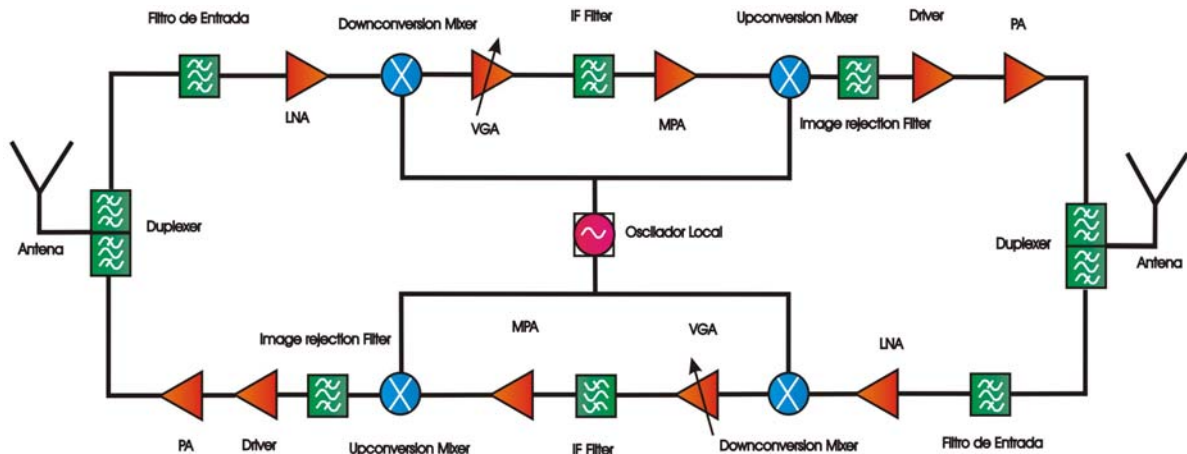 Filtro de Entrada
Downconversion Mixer
IF Filter
Upconversion Mixer
Driver
PA
LNA
VGA
MPA
Image rejection Filter
Antena
Duplexer
Oscilador Local
Duplexer
Antena
Image rejection Filter
MPA
VGA
LNA
PA
Driver
Upconversion Mixer
IF Filter
Downconversion Mixer
Filtro de Entrada